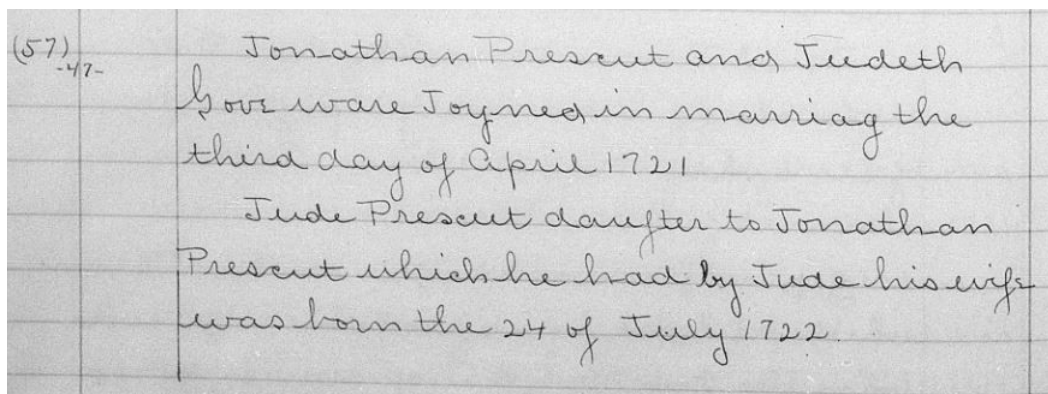 (57) Jonathan Prescut and Judeth
-47-
Gove ware Joyned in marriag the
third day of April 1721
Jude Prescut daufter to Jonathan
Prescut which he had by Jude his wife
was born the 24 of July 1722.